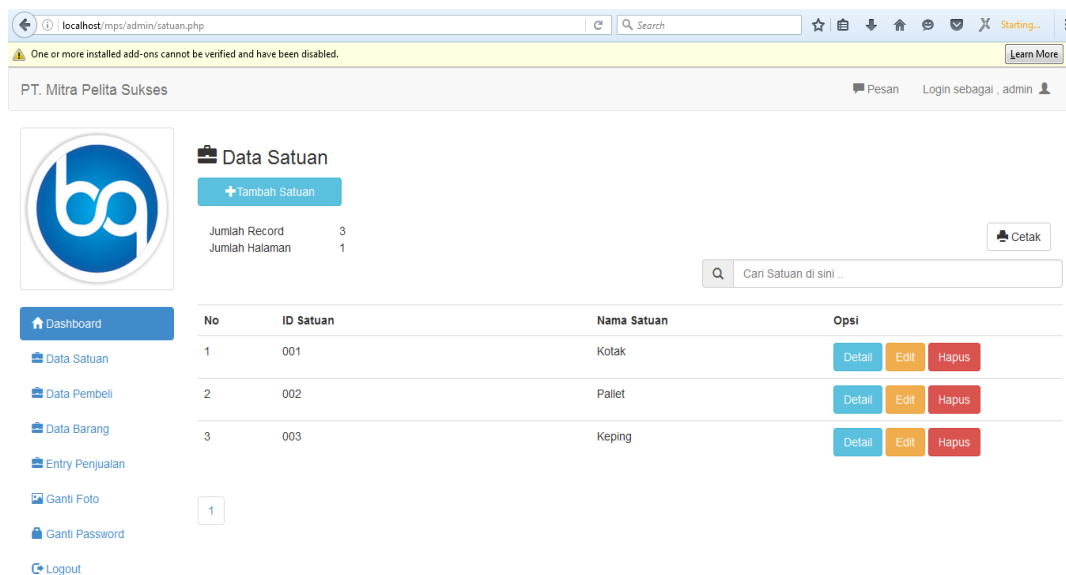 localhost/mps/admin/satuan.php
Search
Starting...
One or more installed add-ons cannot be verified and have been disabled.
Learn More
PT. Mitra Pelita Sukses
Pesan
Login sebagai , admin
Data Satuan
Tambah Satuan
Jumlah Record 3
Jumlah Halaman 1
Cetak
Cari Satuan di sini ..
Dashboard
Data Satuan
Data Pembeli
Data Barang
Entry Penjualan
Ganti Foto
Ganti Password
Logout
No ID Satuan Nama Satuan Opsi
1 001 Kotak Detail Edit Hapus
2 002 Pallet Detail Edit Hapus
3 003 Keping Detail Edit Hapus
1